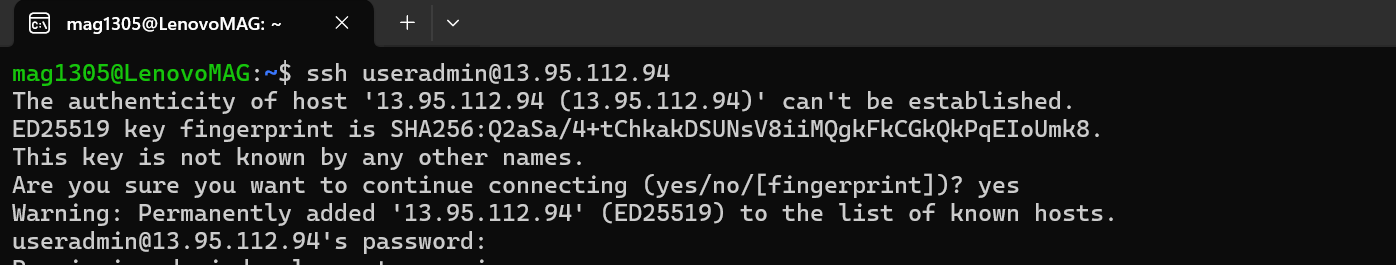 mag1305@LenovoMAG: ~
mag1305@LenovoMAG:~$ ssh useradmin@13.95.112.94
The authenticity of host '13.95.112.94 (13.95.112.94)' can't be established.
ED25519 key fingerprint is SHA256:Q2aSa/4+tChkakDSUNsV8iiMQgkFkCGkQkPqEIoUmk8.
This key is not known by any other names.
Are you sure you want to continue connecting (yes/no/[fingerprint])? yes
Warning: Permanently added '13.95.112.94' (ED25519) to the list of known hosts.
useradmin@13.95.112.94's password: